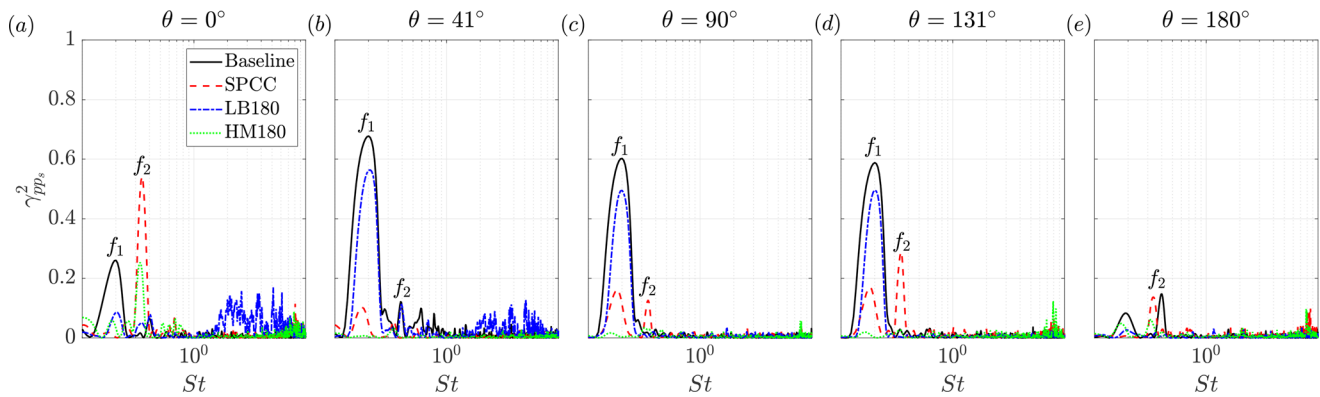 (a) θ = 0° (b) θ = 41° (c) θ = 90° (d) θ = 131° (e) θ = 180°
1
0.8
0.6
0.4
0.2
0
γ²ppₛ
Baseline
SPCC
LB180
HM180
f₁ f₂
f₁ f₂
f₁ f₂
f₁ f₂
f₂
10⁰ 10⁰ 10⁰ 10⁰ 10⁰
St St St St St